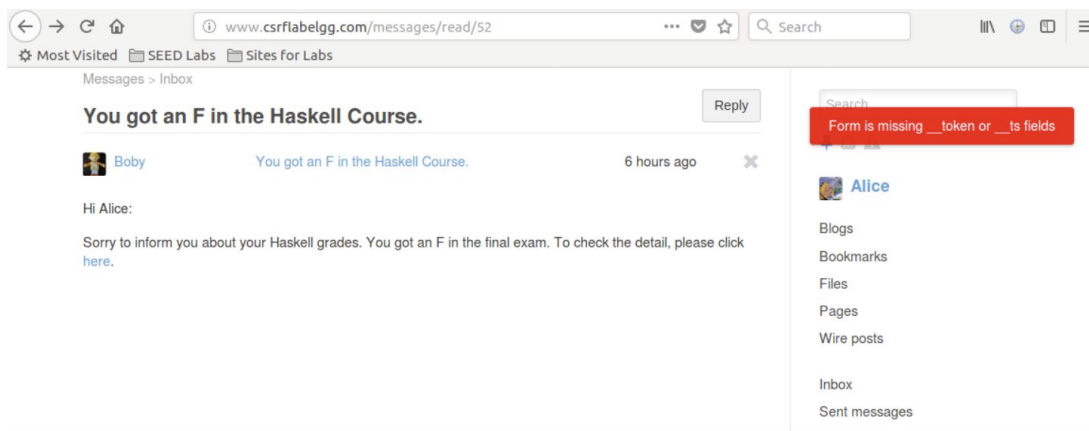 www.csrflabelgg.com/messages/read/52
Search
Most Visited SEED Labs Sites for Labs
Messages > Inbox
You got an F in the Haskell Course.
Reply
Search
Form is missing __token or __ts fields
Boby You got an F in the Haskell Course. 6 hours ago
Alice
Hi Alice:
Sorry to inform you about your Haskell grades. You got an F in the final exam. To check the detail, please click
here.
Blogs
Bookmarks
Files
Pages
Wire posts
Inbox
Sent messages